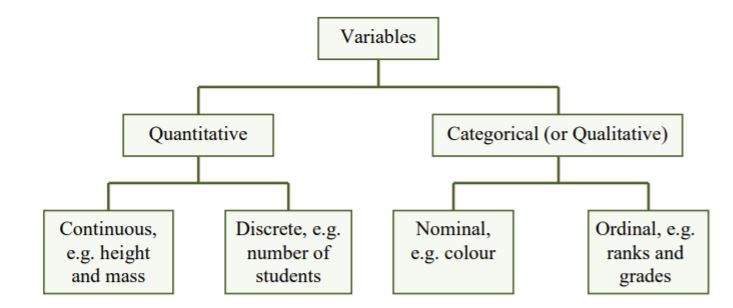 Variables
Quantitative
Categorical (or Qualitative)
Continuous,
e.g. height
and mass
Discrete, e.g.
number of
students
Nominal,
e.g. colour
Ordinal, e.g.
ranks and
grades